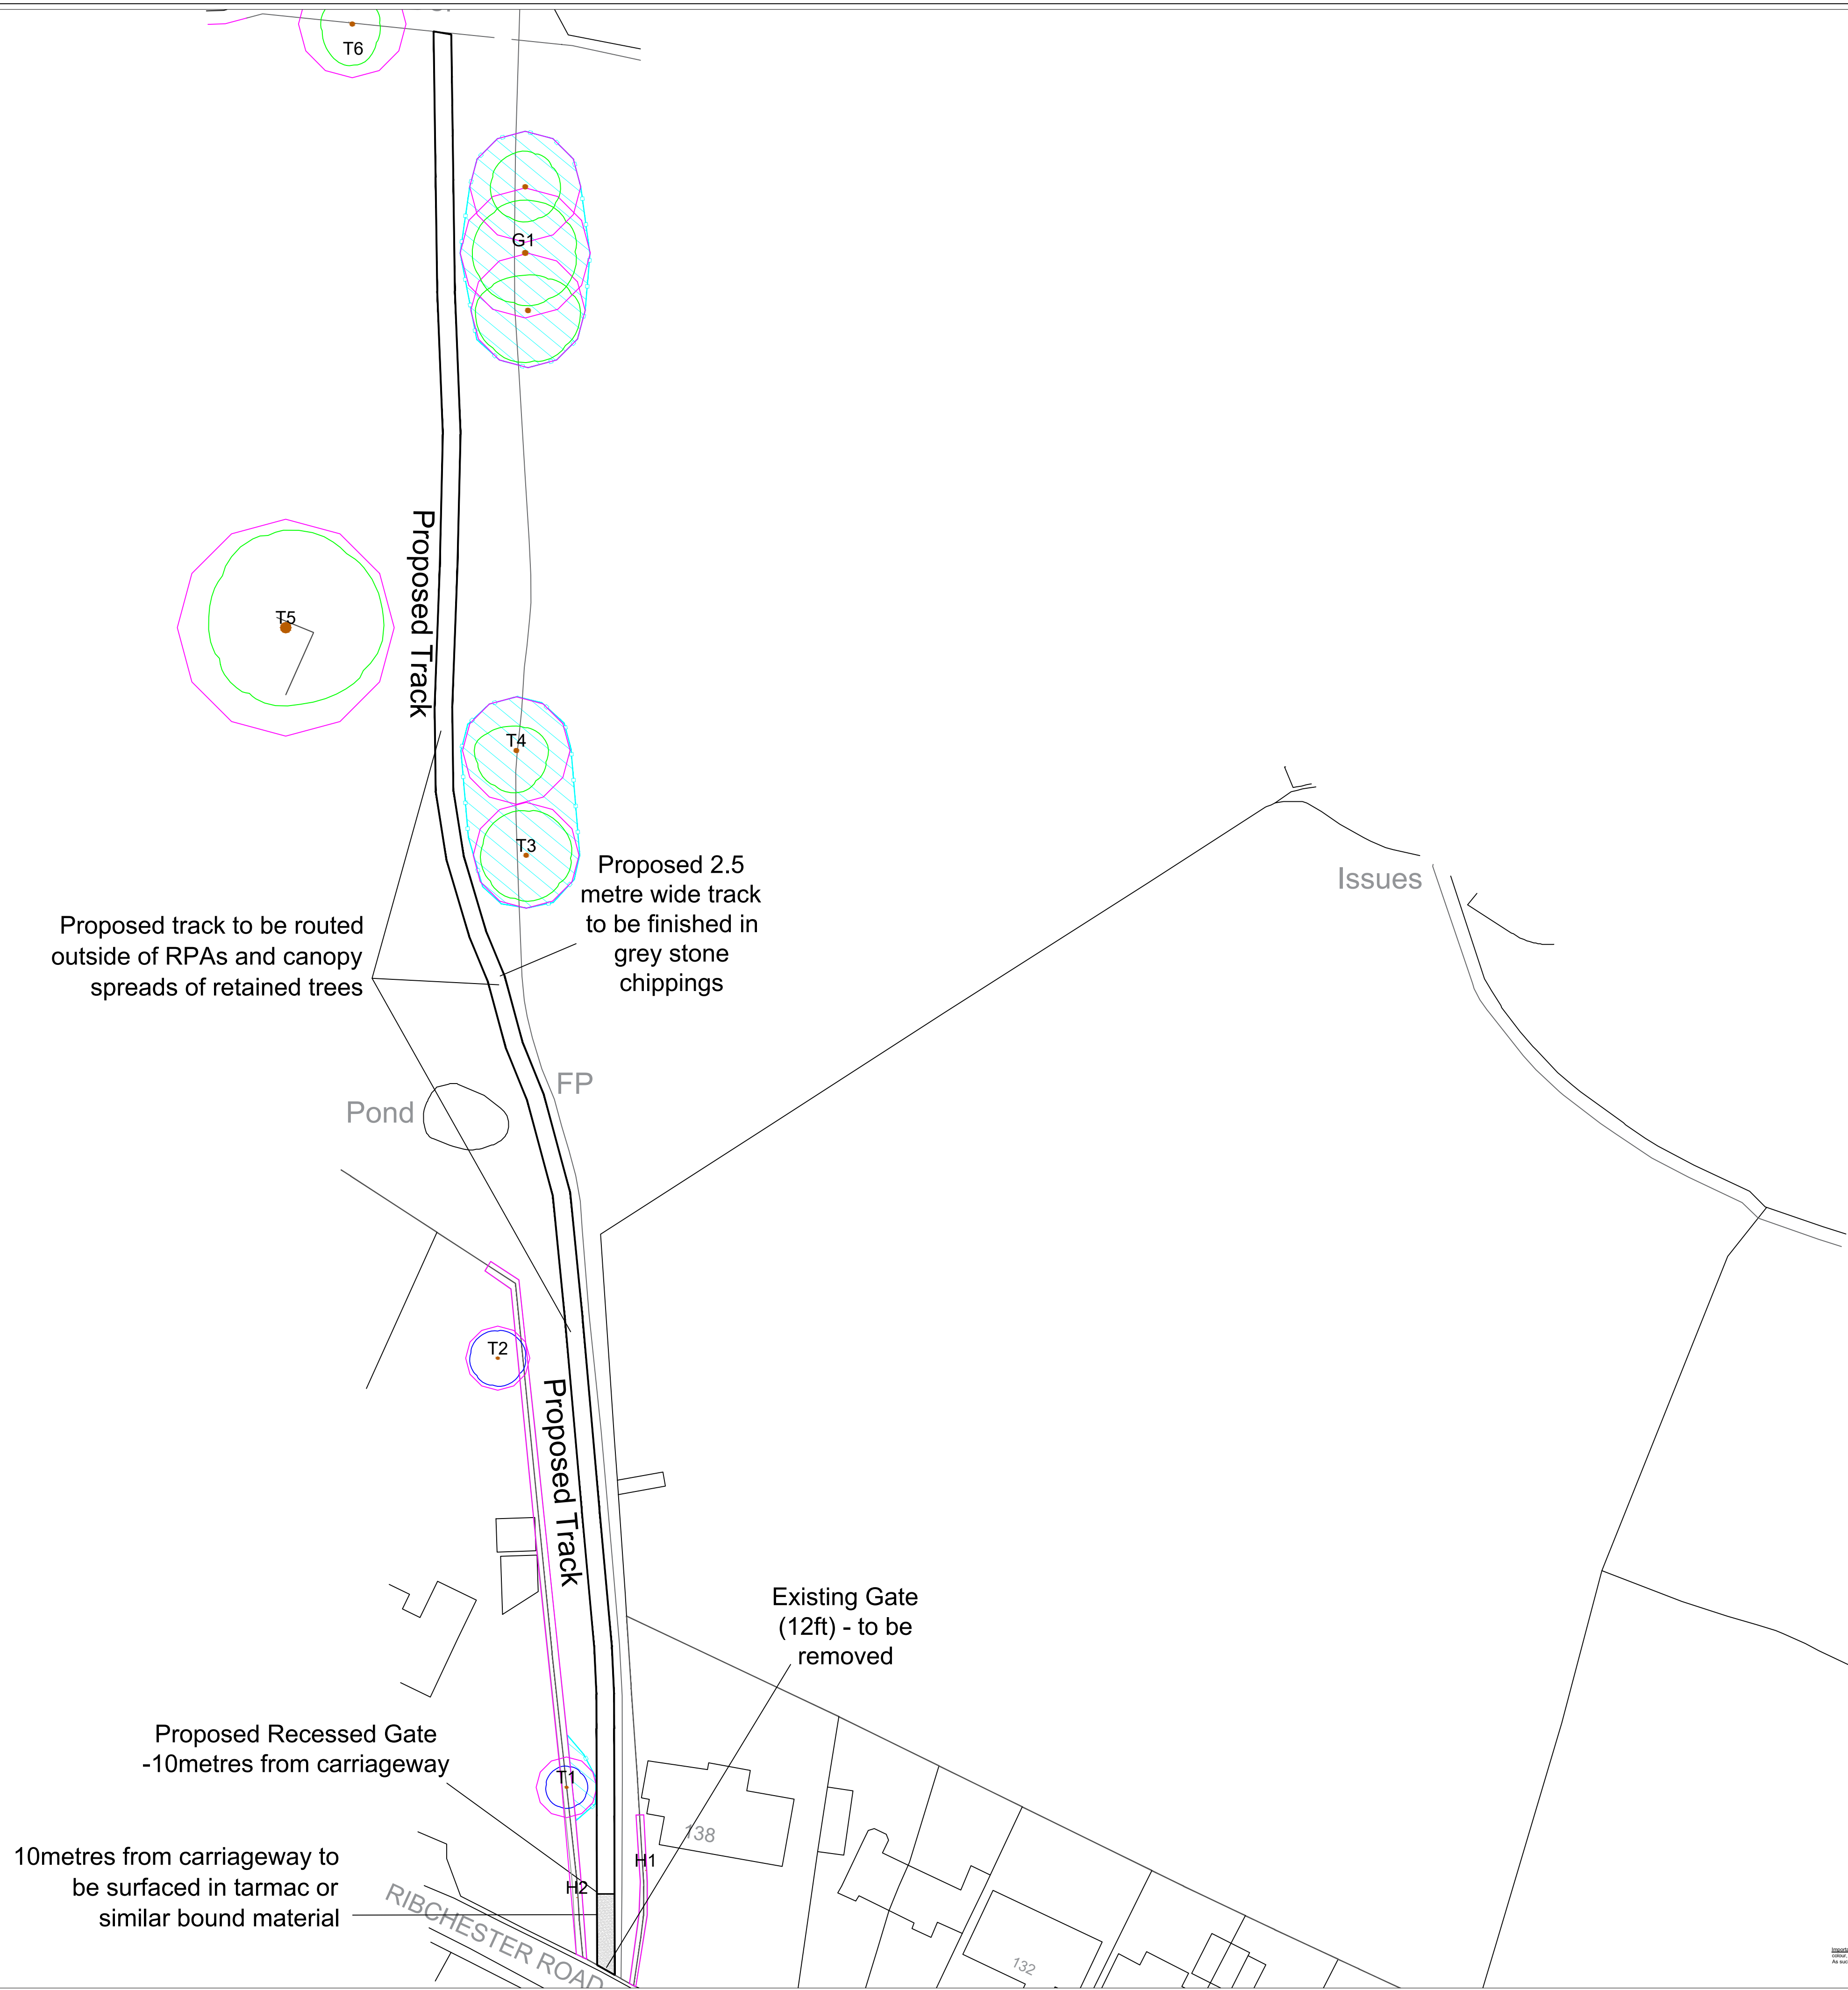 T6
G1
Proposed Track
T5
T4
T3
Proposed 2.5
metre wide track
to be finished in
grey stone
chippings
Proposed track to be routed
outside of RPAs and canopy
spreads of retained trees
Issues
FP
Pond
T2
Proposed Track
Existing Gate
(12ft) - to be
removed
Proposed Recessed Gate
-10metres from carriageway
T1
138
H1
H2
10metres from carriageway to
be surfaced in tarmac or
similar bound material
RIBCHESTER ROAD
132
colour,
As suc